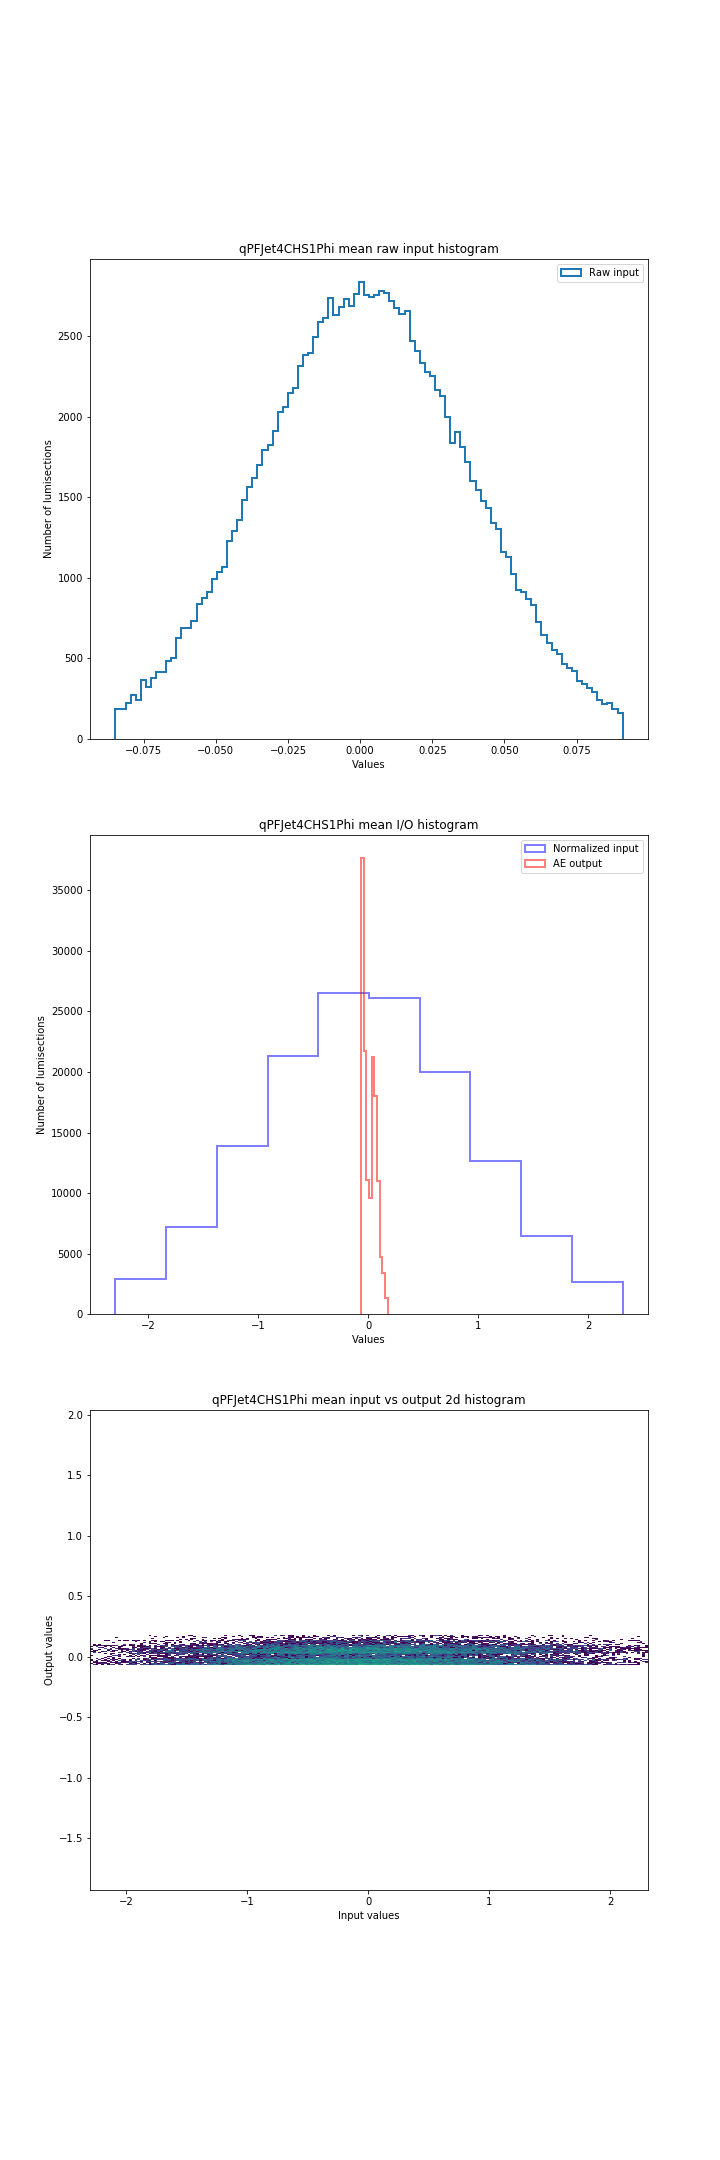 qPFJet4CHS1Phi mean raw input histogram
Raw input
2500
2000
1500
1000
500
0
Number of lumisections
−0.075 −0.050 −0.025 0.000 0.025 0.050 0.075
Values
qPFJet4CHS1Phi mean I/O histogram
Normalized input
AE output
35000
30000
25000
20000
15000
10000
5000
0
Number of lumisections
−2 −1 0 1 2
Values
qPFJet4CHS1Phi mean input vs output 2d histogram
2.0
1.5
1.0
0.5
0.0
−0.5
−1.0
−1.5
Output values
−2 −1 0 1 2
Input values